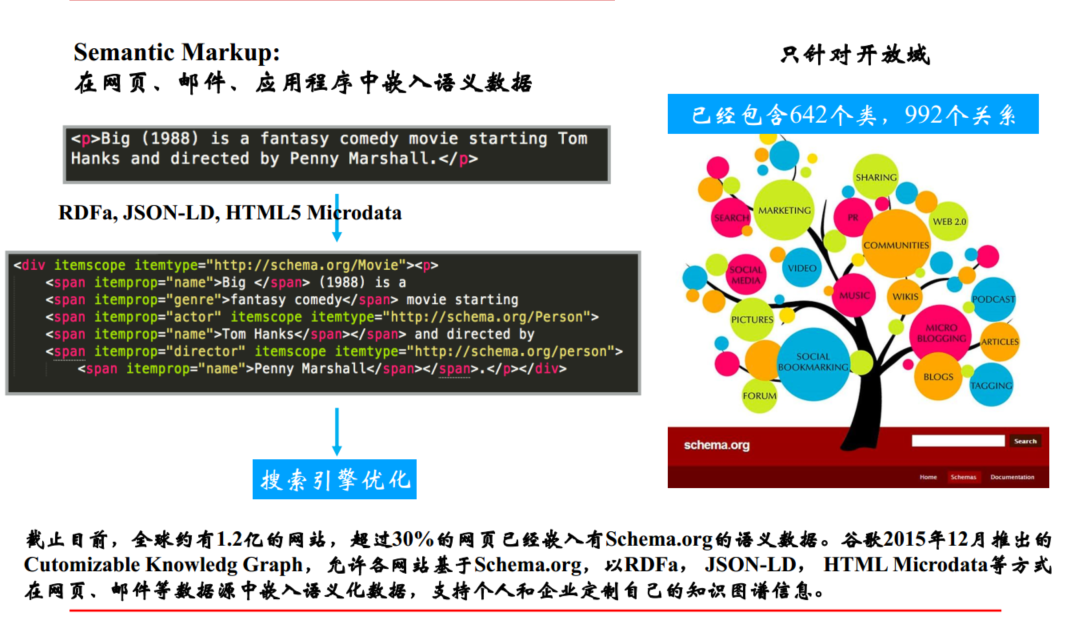 Semantic Markup:
在网页、邮件、应用程序中嵌入语义数据
<p>Big (1988) is a fantasy comedy movie starting Tom
Hanks and directed by Penny Marshall.</p>
RDFa, JSON-LD, HTML5 Microdata
<div itemscope itemtype="http://schema.org/Movie"><p>
<span itemprop="name">Big </span> (1988) is a
<span itemprop="genre">fantasy comedy</span> movie starting
<span itemprop="actor" itemscope itemtype="http://schema.org/Person">
<span itemprop="name">Tom Hanks</span></span> and directed by
<span itemprop="director" itemscope itemtype="http://schema.org/person">
<span itemprop="name">Penny Marshall</span></span>.</p></div>
搜索引擎优化
只针对开放域
已经包含642个类，992个关系
SHARING
MARKETING
SEARCH
PR
WEB 2.0
COMMUNITIES
SOCIAL
MEDIA
VIDEO
MUSIC
WIKIS
PODCAST
PICTURES
MICRO
BLOGGING
ARTICLES
SOCIAL
BOOKMARKING
BLOGS
TAGGING
FORUM
schema.org
Search
Home Schemas Documentation
截止目前，全球约有1.2亿的网站，超过30%的网页已经嵌入有Schema.org的语义数据。谷歌2015年12月推出的
Cutomizable Knowledg Graph，允许各网站基于Schema.org，以RDFa， JSON-LD， HTML Microdata等方式
在网页、邮件等数据源中嵌入语义化数据，支持个人和企业定制自己的知识图谱信息。